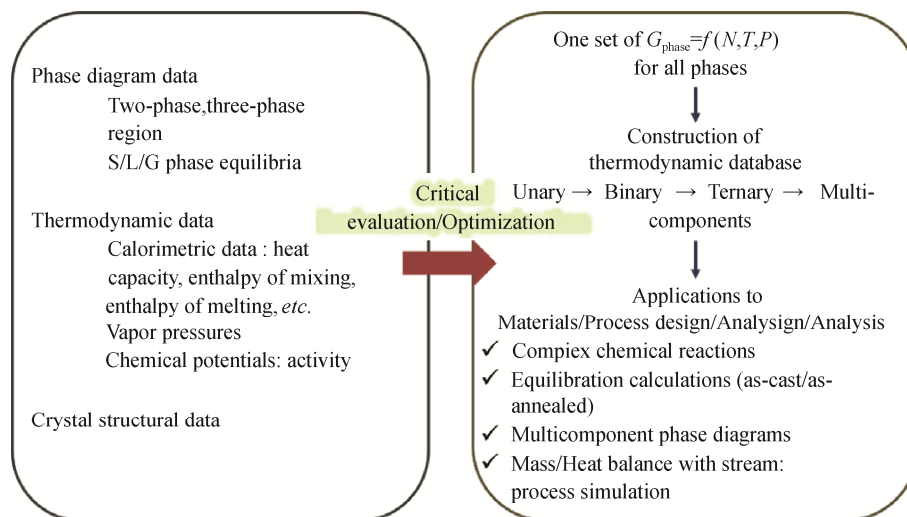 Phase diagram data
Two-phase,three-phase
region
S/L/G phase equilibria
Thermodynamic data
Calorimetric data : heat
capacity, enthalpy of mixing,
enthalpy of melting, etc.
Vapor pressures
Chemical potentials: activity
Crystal structural data
Critical
evaluation/Optimization
One set of Gphase=f(N,T,P)
for all phases
Construction of
thermodynamic database
Unary → Binary → Ternary → Multi-
components
Applications to
Materials/Process design/Analysign/Analysis
✓ Compiex chemical reactions
✓ Equilibration calculations (as-cast/as-
annealed)
✓ Multicomponent phase diagrams
✓ Mass/Heat balance with stream:
process simulation